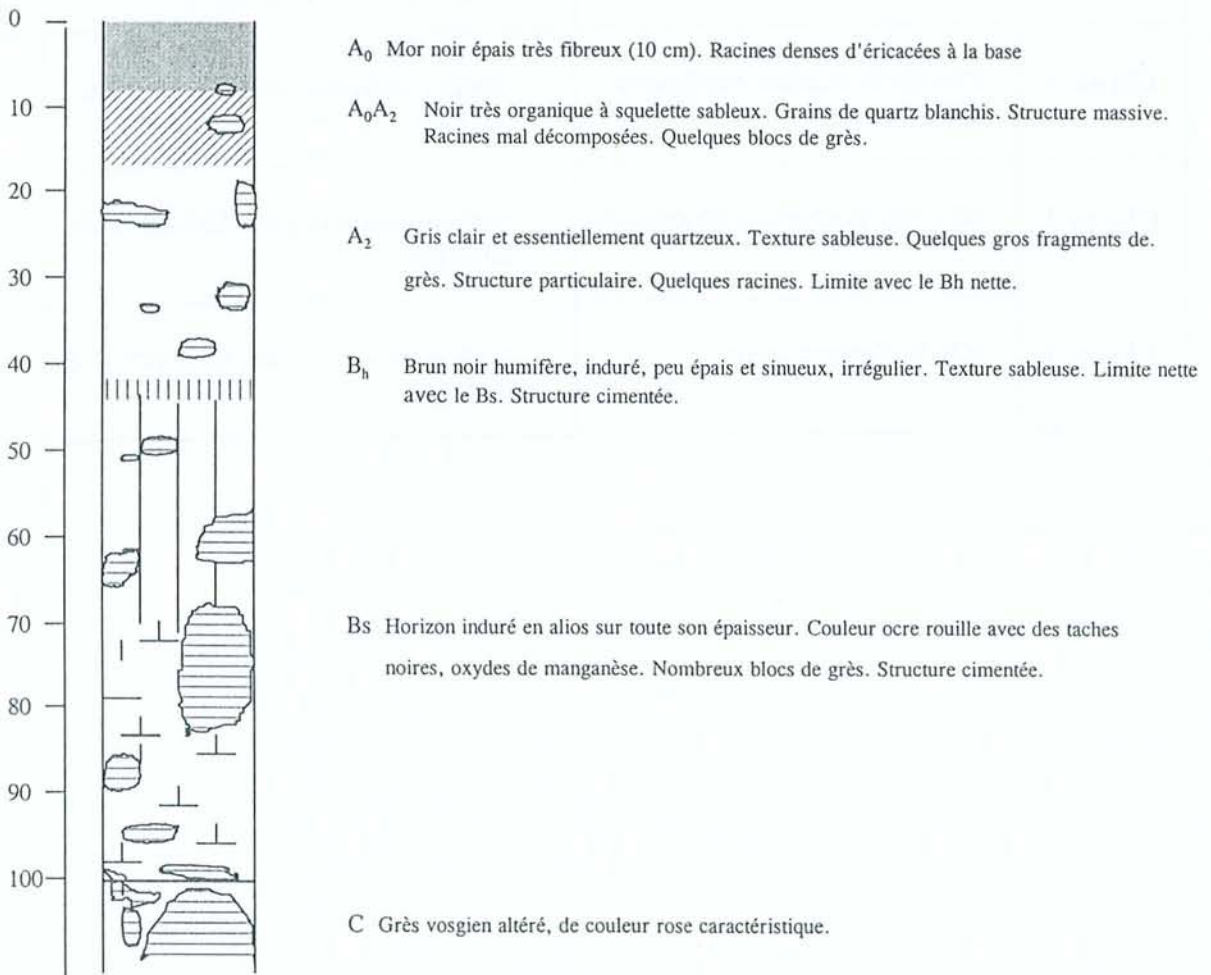 0
A₀ Mor noir épais très fibreux (10 cm). Racines denses d'éricacées à la base
10
A₀A₂ Noir très organique à squelette sableux. Grains de quartz blanchis. Structure massive.
Racines mal décomposées. Quelques blocs de grès.
20
A₂ Gris clair et essentiellement quartzeux. Texture sableuse. Quelques gros fragments de.
30
grès. Structure particulaire. Quelques racines. Limite avec le Bh nette.
40
Bₕ Brun noir humifère, induré, peu épais et sinueux, irrégulier. Texture sableuse. Limite nette
avec le Bs. Structure cimentée.
50
60
70
Bs Horizon induré en alios sur toute son épaisseur. Couleur ocre rouille avec des taches
noires, oxydes de manganèse. Nombreux blocs de grès. Structure cimentée.
80
90
100
C Grès vosgien altéré, de couleur rose caractéristique.